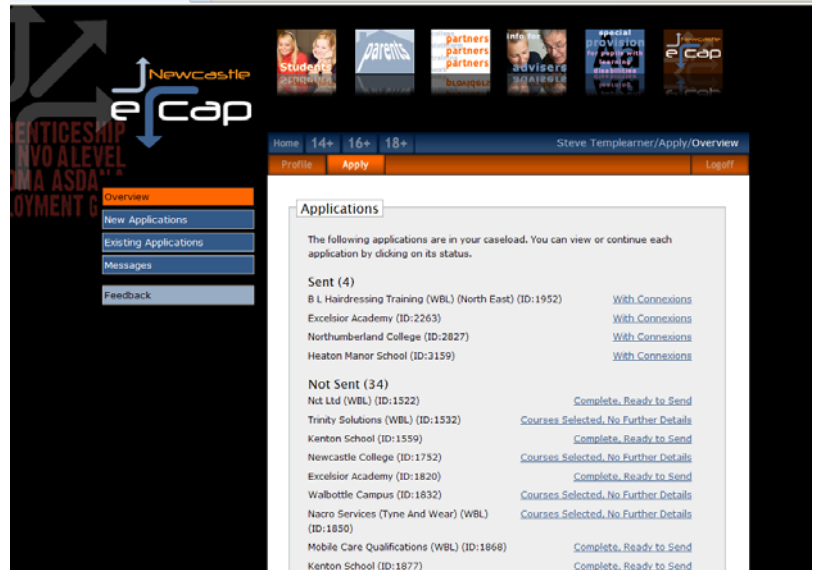 Students
parents
partners
partners
partners
info for
advisers
special
provision
for pupils with
learning
disabilities
Newcastle
e cap
Newcastle
e cap
NVQ ALEVEL
Home 14+ 16+ 18+ Steve Templearner/Apply/Overview
Profile Apply Logoff
Overview
New Applications
Existing Applications
Messages
Feedback
Applications
The following applications are in your caseload. You can view or continue each
application by clicking on its status.
Sent (4)
B L Hairdressing Training (WBL) (North East) (ID:1952) With Connexions
Excelsior Academy (ID:2263) With Connexions
Northumberland College (ID:2827) With Connexions
Heaton Manor School (ID:3159) With Connexions
Not Sent (34)
Nct Ltd (WBL) (ID:1522) Complete, Ready to Send
Trinity Solutions (WBL) (ID:1532) Courses Selected, No Further Details
Kenton School (ID:1559) Complete, Ready to Send
Newcastle College (ID:1752) Courses Selected, No Further Details
Excelsior Academy (ID:1820) Complete, Ready to Send
Walbottle Campus (ID:1832) Courses Selected, No Further Details
Nacro Services (Tyne And Wear) (WBL) Courses Selected, No Further Details
(ID:1850)
Mobile Care Qualifications (WBL) (ID:1868) Complete, Ready to Send
Kenton School (ID:1877) Complete, Ready to Send